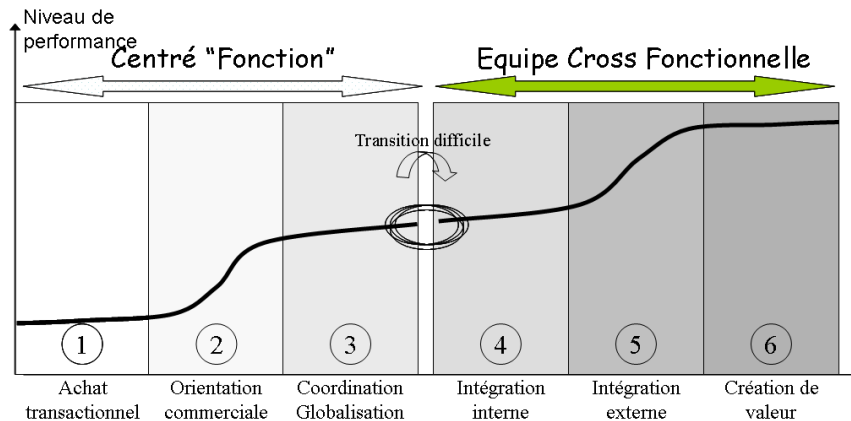 Niveau de
performance
Centré "Fonction"
Equipe Cross Fonctionnelle
Transition difficile
1
2
3
4
5
6
Achat
transactionnel
Orientation
commerciale
Coordination
Globalisation
Intégration
interne
Intégration
externe
Création de
valeur